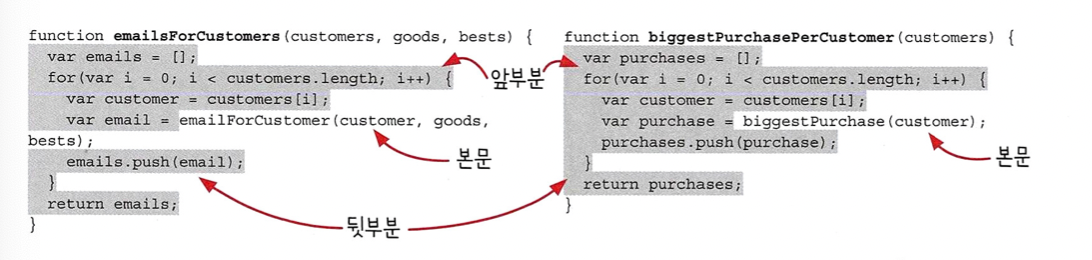 function emailsForCustomers(customers, goods, bests) {
var emails = [];
for(var i = 0; i < customers.length; i++) {
var customer = customers[i];
var email = emailForCustomer(customer, goods,
bests);
emails.push(email);
}
return emails;
}
앞부분
본문
뒷부분
function biggestPurchasePerCustomer(customers) {
var purchases = [];
for(var i = 0; i < customers.length; i++) {
var customer = customers[i];
var purchase = biggestPurchase(customer);
purchases.push(purchase);
}
return purchases;
}
본문